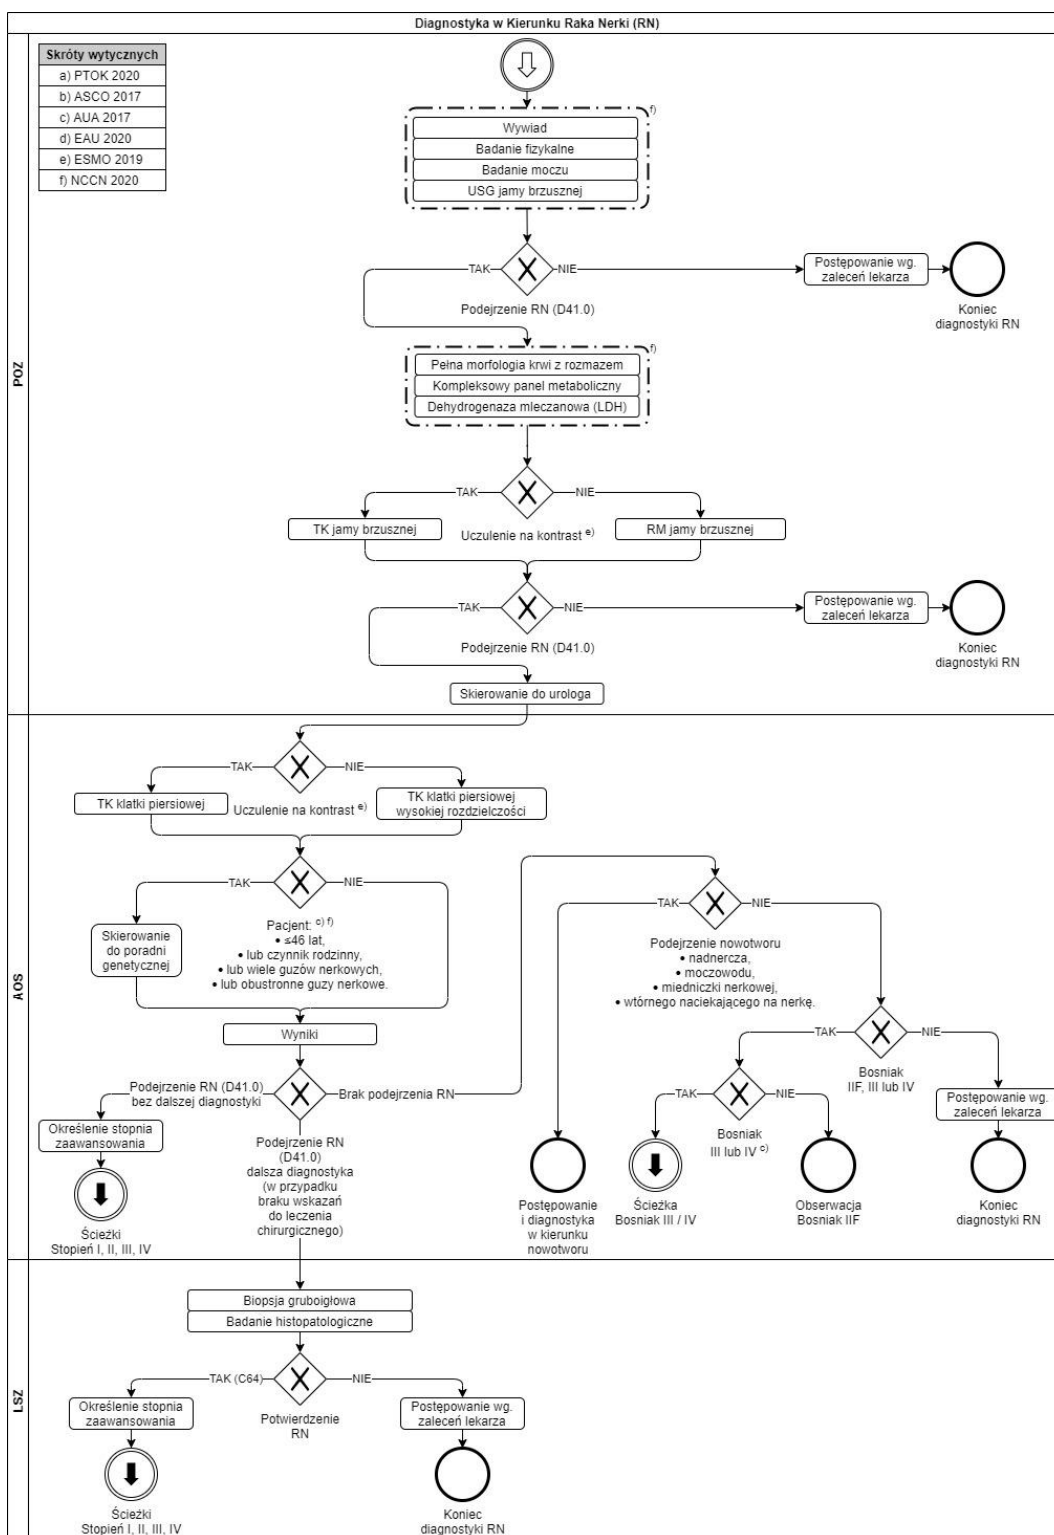 Diagnostyka w Kierunku Raka Nerki (RN)
Skróty wytycznych
a) PTOK 2020
b) ASCO 2017
c) AUA 2017
d) EAU 2020
e) ESMO 2019
f) NCCN 2020
POZ
f)
Wywiad
Badanie fizykalne
Badanie moczu
USG jamy brzusznej
TAK
NIE
Podejrzenie RN (D41.0)
Postępowanie wg.
zaleceń lekarza
Koniec
diagnostyki RN
f)
Pełna morfologia krwi z rozmazem
Kompleksowy panel metaboliczny
Dehydrogenaza mleczanowa (LDH)
TAK
NIE
TK jamy brzusznej
Uczulenie na kontrast e)
RM jamy brzusznej
TAK
NIE
Podejrzenie RN (D41.0)
Postępowanie wg.
zaleceń lekarza
Koniec
diagnostyki RN
Skierowanie do urologa
AOS
TAK
NIE
TK klatki piersiowej
Uczulenie na kontrast e)
TK klatki piersiowej
wysokiej rozdzielczości
TAK
NIE
Skierowanie
do poradni
genetycznej
Pacjent: c) f)
• ≤46 lat,
• lub czynnik rodzinny,
• lub wiele guzów nerkowych,
• lub obustronne guzy nerkowe.
Wyniki
Podejrzenie RN (D41.0)
bez dalszej diagnostyki
Brak podejrzenia RN
Określenie stopnia
zaawansowania
Ścieżki
Stopień I, II, III, IV
Podejrzenie RN
(D41.0)
dalsza diagnostyka
(w przypadku
braku wskazań
do leczenia
chirurgicznego)
TAK
NIE
Podejrzenie nowotworu
• nadnercza,
• moczowodu,
• miedniczki nerkowej,
• wtórnego naciekającego na nerkę.
TAK
NIE
Bosniak
IIF, III lub IV
TAK
NIE
Bosniak
III lub IV c)
Postępowanie wg.
zaleceń lekarza
Postępowanie
i diagnostyka
w kierunku
nowotworu
Ścieżka
Bosniak III / IV
Obserwacja
Bosniak IIF
Koniec
diagnostyki RN
LSZ
Biopsja gruboigłowa
Badanie histopatologiczne
TAK (C64)
NIE
Określenie stopnia
zaawansowania
Potwierdzenie
RN
Postępowanie wg.
zaleceń lekarza
Ścieżki
Stopień I, II, III, IV
Koniec
diagnostyki RN